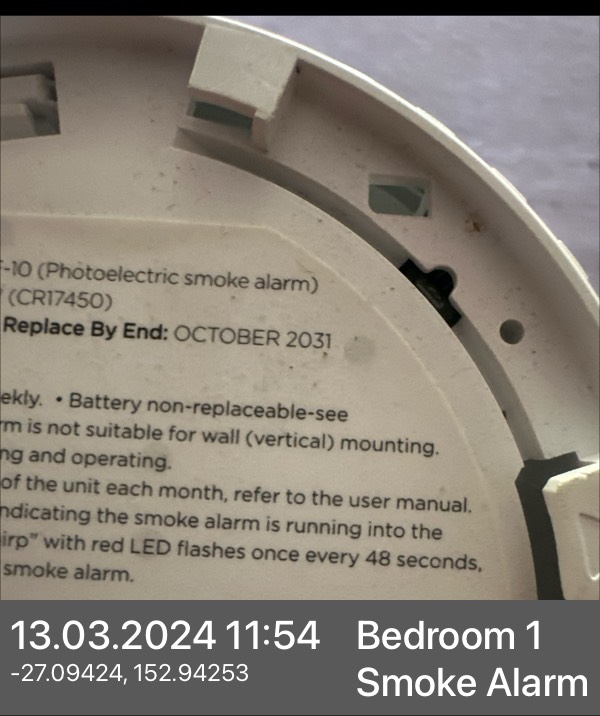 -10 (Photoelectric smoke alarm)
(CR17450)
Replace By End: OCTOBER 2031
ekly. • Battery non-replaceable-see
rm is not suitable for wall (vertical) mounting.
ng and operating.
of the unit each month, refer to the user manual.
ndicating the smoke alarm is running into the
irp" with red LED flashes once every 48 seconds,
smoke alarm.
13.03.2024 11:54
-27.09424, 152.94253
Bedroom 1
Smoke Alarm